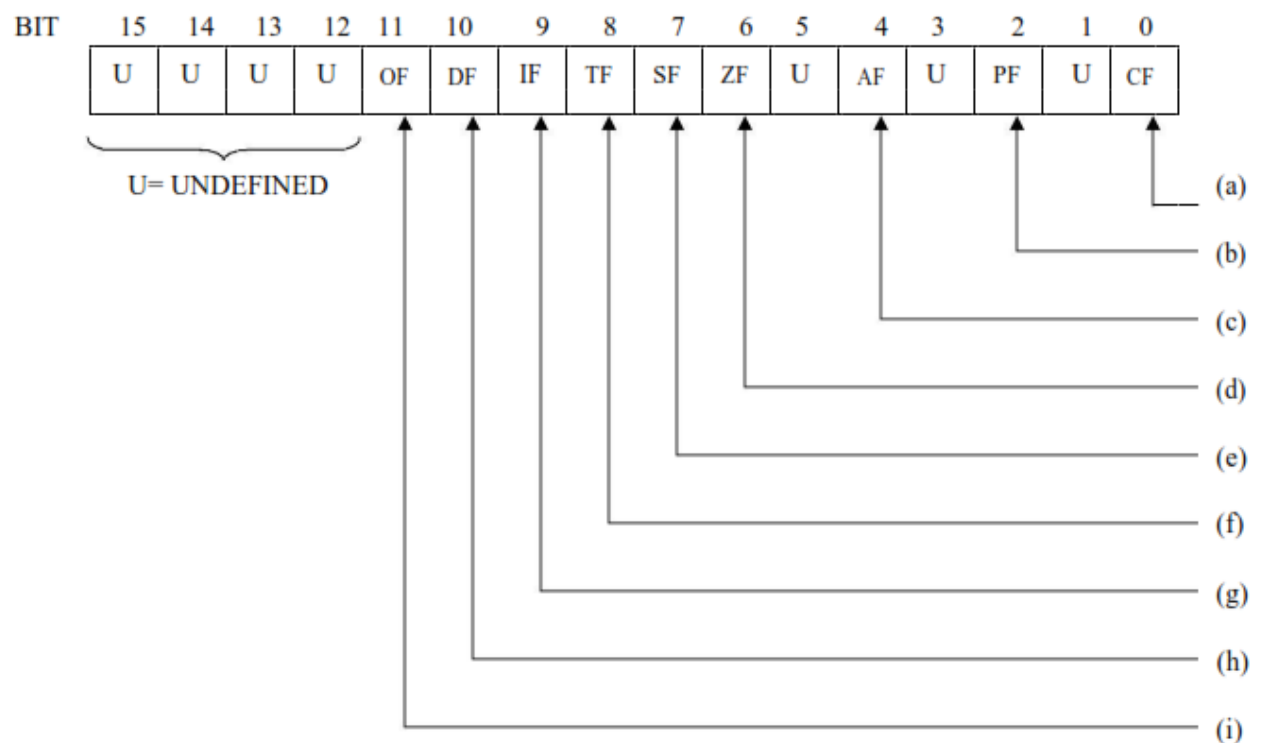 BIT 15 14 13 12 11 10 9 8 7 6 5 4 3 2 1 0
U U U U OF DF IF TF SF ZF U AF U PF U CF
U= UNDEFINED
(a)
(b)
(c)
(d)
(e)
(f)
(g)
(h)
(i)